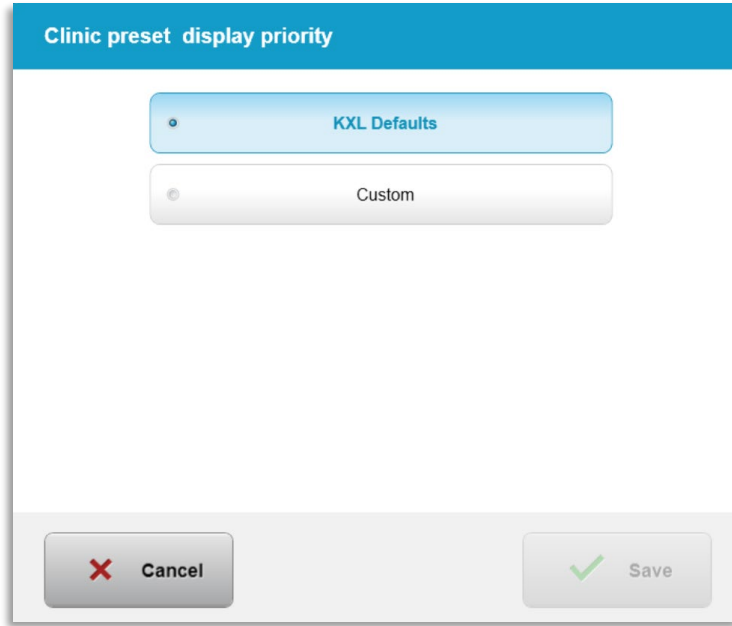 Clinic preset display priority
KXL Defaults
Custom
Cancel
Save